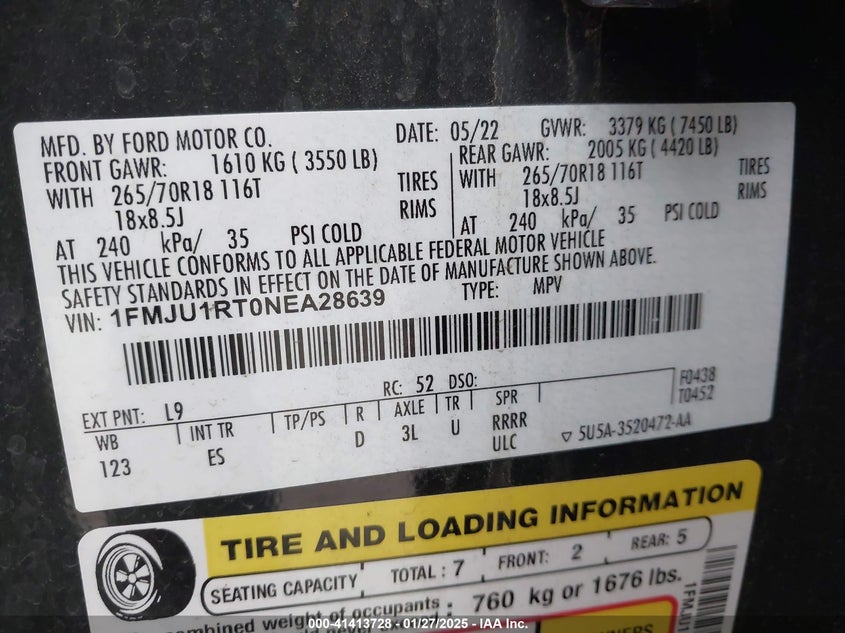 MFD. BY FORD MOTOR CO. DATE: 05/22 GVWR: 3379 KG ( 7450 LB)
FRONT GAWR: 1610 KG ( 3550 LB) REAR GAWR: 2005 KG ( 4420 LB)
WITH 265/70R18 116T TIRES WITH 265/70R18 116T TIRES
18x8.5J RIMS 18x8.5J RIMS
AT 240 kPa/ 35 PSI COLD AT 240 kPa/ 35 PSI COLD
THIS VEHICLE CONFORMS TO ALL APPLICABLE FEDERAL MOTOR VEHICLE
SAFETY STANDARDS IN EFFECT ON THE DATE OF MANUFACTURE SHOWN ABOVE.
VIN: 1FMJU1RT0NEA28639 TYPE: MPV
EXT PNT: L9 RC: 52 DSO: F0438
T0452
WB INT TR TP/PS R AXLE TR SPR
123 ES D 3L U RRRR
ULC 5U5A-3520472-AA
TIRE AND LOADING INFORMATION
SEATING CAPACITY TOTAL : 7 FRONT: 2 REAR: 5
combined weight of occupants : 760 kg or 1676 lbs.
1FMJU1
© 41413728 - 01/27/2025 - IAA Inc.